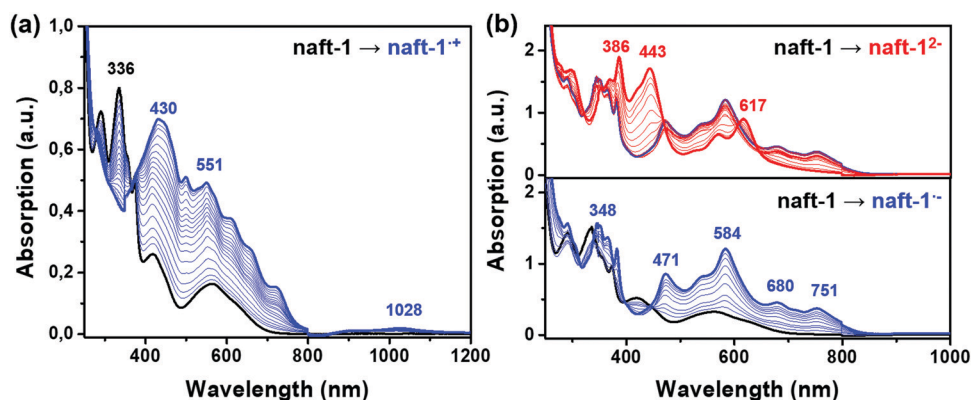 (a)
naft-1 → naft-1·+
336
430
551
1028
1,0
0,8
0,6
0,4
0,2
0,0
Absorption (a.u.)
400 600 800 1000 1200
Wavelength (nm)
(b)
naft-1 → naft-1²⁻
386
443
617
2
1
0
naft-1 → naft-1·-
348
471
584
680
751
2
1
0
Absorption (a.u.)
400 600 800 1000
Wavelength (nm)